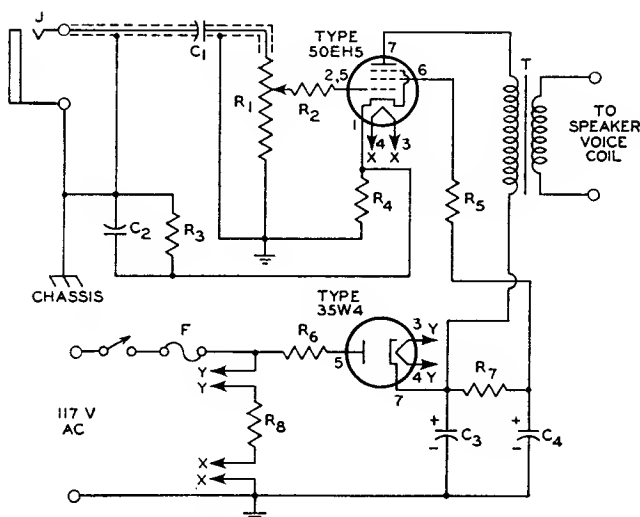 J
C1
TYPE
50EH5
7
T
2,5
6
R1
R2
1
4
3
X
X
TO
SPEAKER
VOICE
COIL
C2
R3
R4
R5
CHASSIS
TYPE
35W4
F
R6
3
Y
5
4
Y
7
R7
Y
Y
117 V
AC
R8
X
X
+
-
C3
+
-
C4